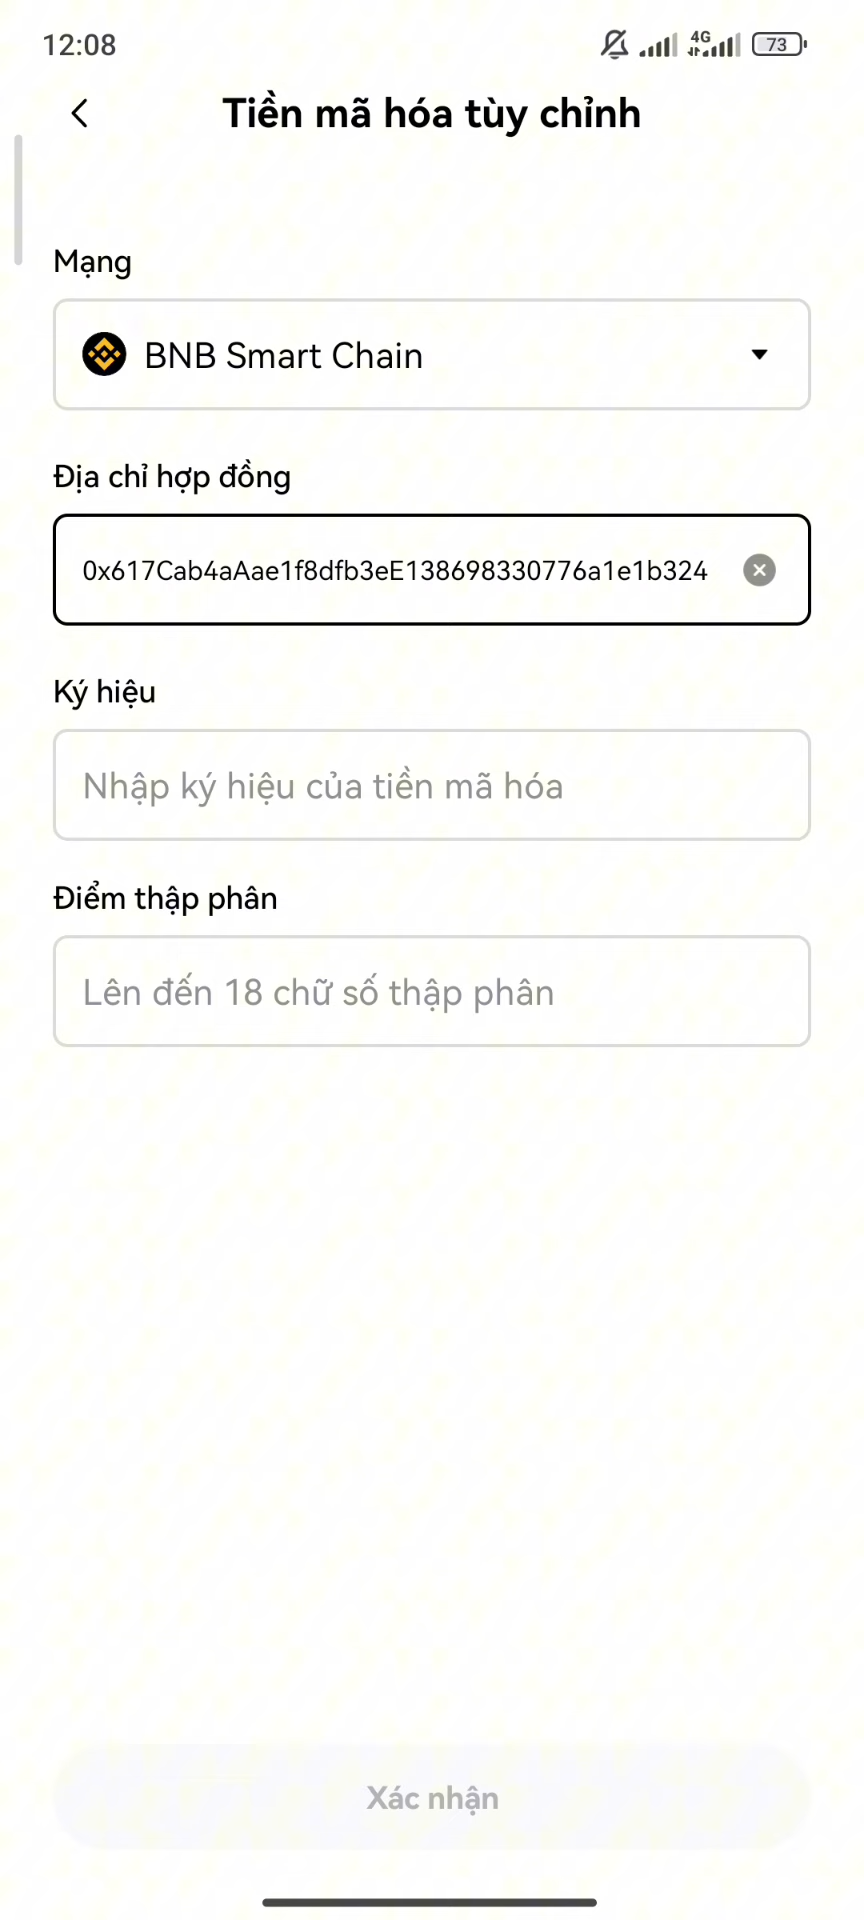 12:08
4G
73
Tiền mã hóa tùy chỉnh
Mạng
BNB Smart Chain
Địa chỉ hợp đồng
0x617Cab4aAae1f8dfb3eE138698330776a1e1b324
Ký hiệu
Nhập ký hiệu của tiền mã hóa
Điểm thập phân
Lên đến 18 chữ số thập phân
Xác nhận